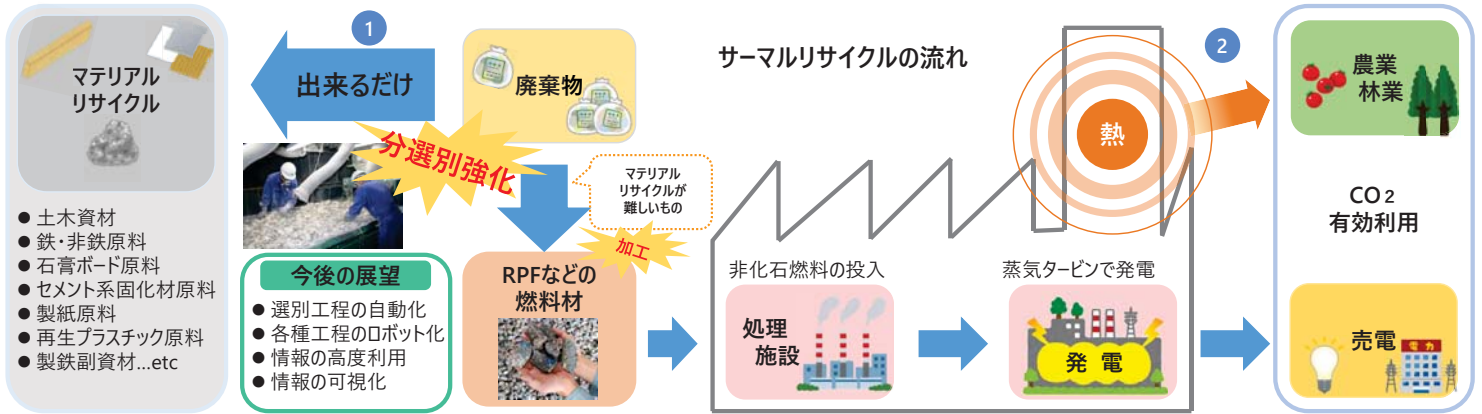 マテリアル
リサイクル
● 土木資材
● 鉄・非鉄原料
● 石膏ボード原料
● セメント系固化材原料
● 製紙原料
● 再生プラスチック原料
● 製鉄副資材...etc
1
出来るだけ
廃棄物
分選別強化
マテリアル
リサイクルが
難しいもの
加工
今後の展望
● 選別工程の自動化
● 各種工程のロボット化
● 情報の高度利用
● 情報の可視化
RPFなどの
燃料材
サーマルリサイクルの流れ
熱
2
非化石燃料の投入
処理
施設
蒸気タービンで発電
発電
農業
林業
CO2
有効利用
売電
電力